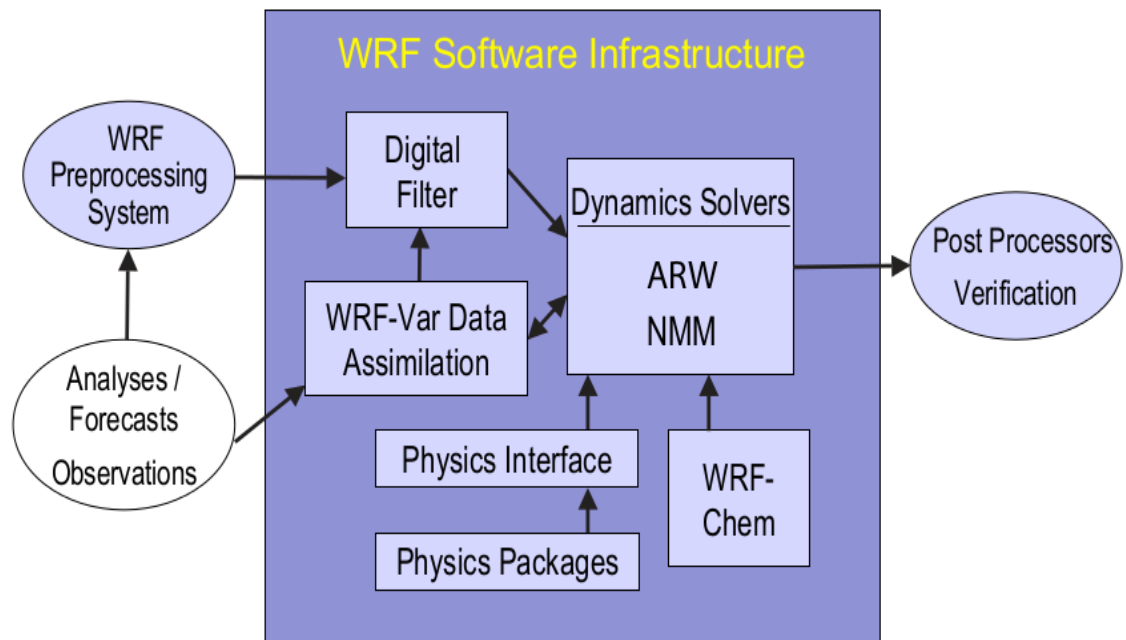 WRF Software Infrastructure
WRF
Preprocessing
System
Digital
Filter
Dynamics Solvers
ARW
NMM
Post Processors
Verification
WRF-Var Data
Assimilation
Analyses /
Forecasts
Observations
Physics Interface
WRF-
Chem
Physics Packages